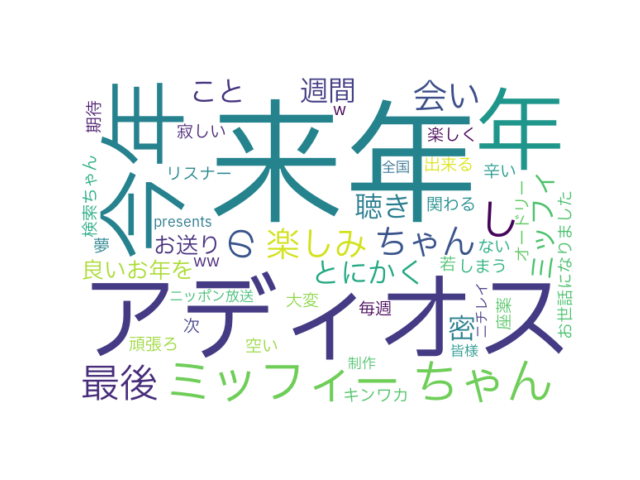 今年
来年
年
こと
週間
会い
w
期待
寂しい
楽しく
リスナー
全国
出来る
辛い
検索ちゃん
presents
聴き
関わる
し
オードリー
ミッフィ
夢
お送り
の
楽しみ
ちゃん
ない
お世話になりました
良いお年を
ww
とにかく
若
しまう
アディオス
ニッポン放送
大変
毎週
密
ニチレイ
座薬
次
頑張ろ
空い
皆様
最後
ミッフィーちゃん
制作
キンワカ